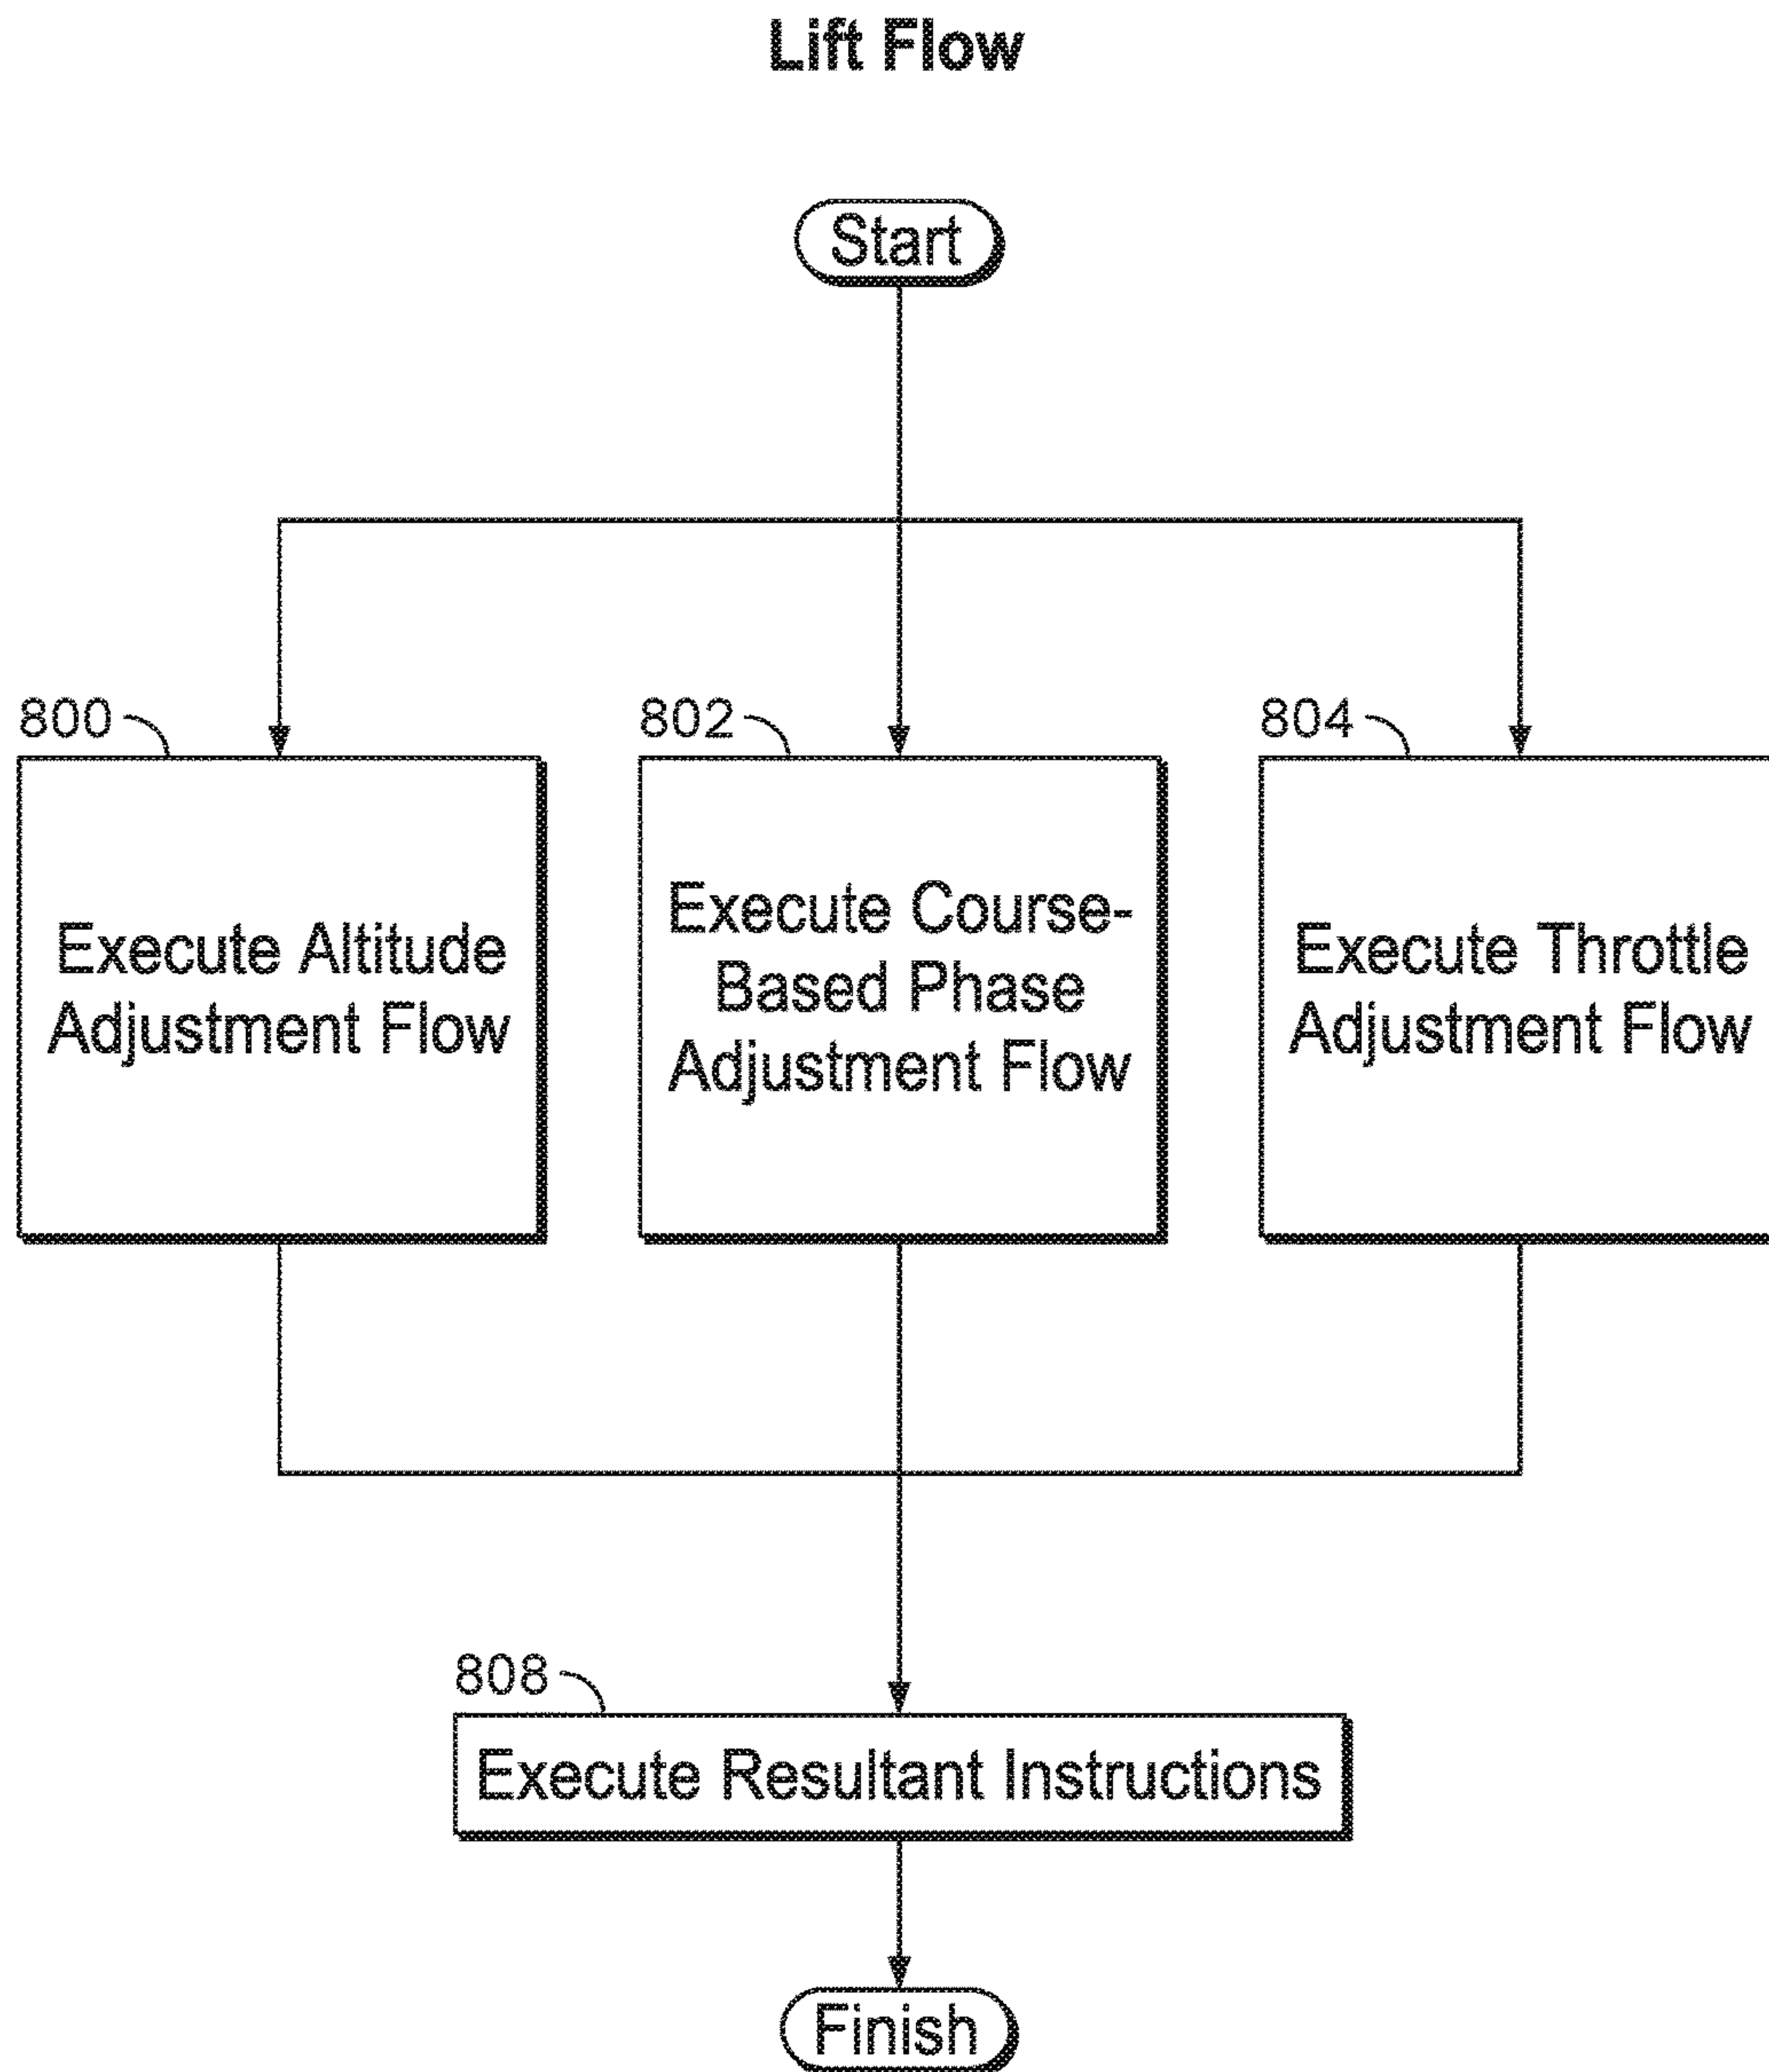 Lift Flow
Start
800
802
804
Execute Altitude
Adjustment Flow
Execute Course-
Based Phase
Adjustment Flow
Execute Throttle
Adjustment Flow
808
Execute Resultant Instructions
Finish